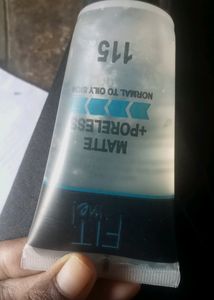 FIT
me!
MATTE
+PORELESS
NORMAL TO OILY SKIN
115